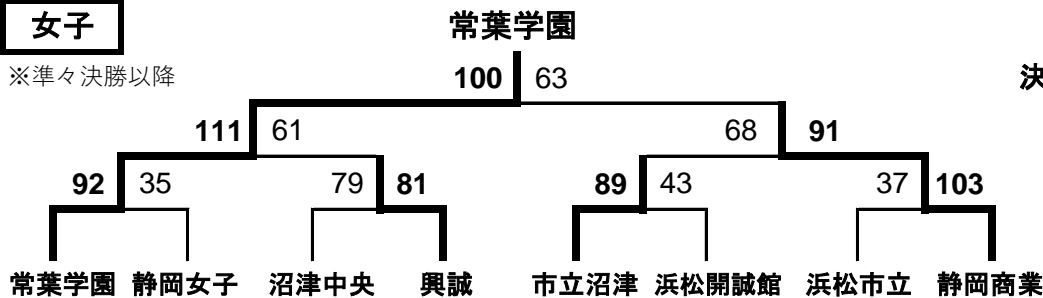 女子
常葉学園
※準々決勝以降
100 63
決
111 61 68 91
92 35 79 81 89 43 37 103
常葉学園 静岡女子 沼津中央 興誠 市立沼津 浜松開誠館 浜松市立 静岡商業